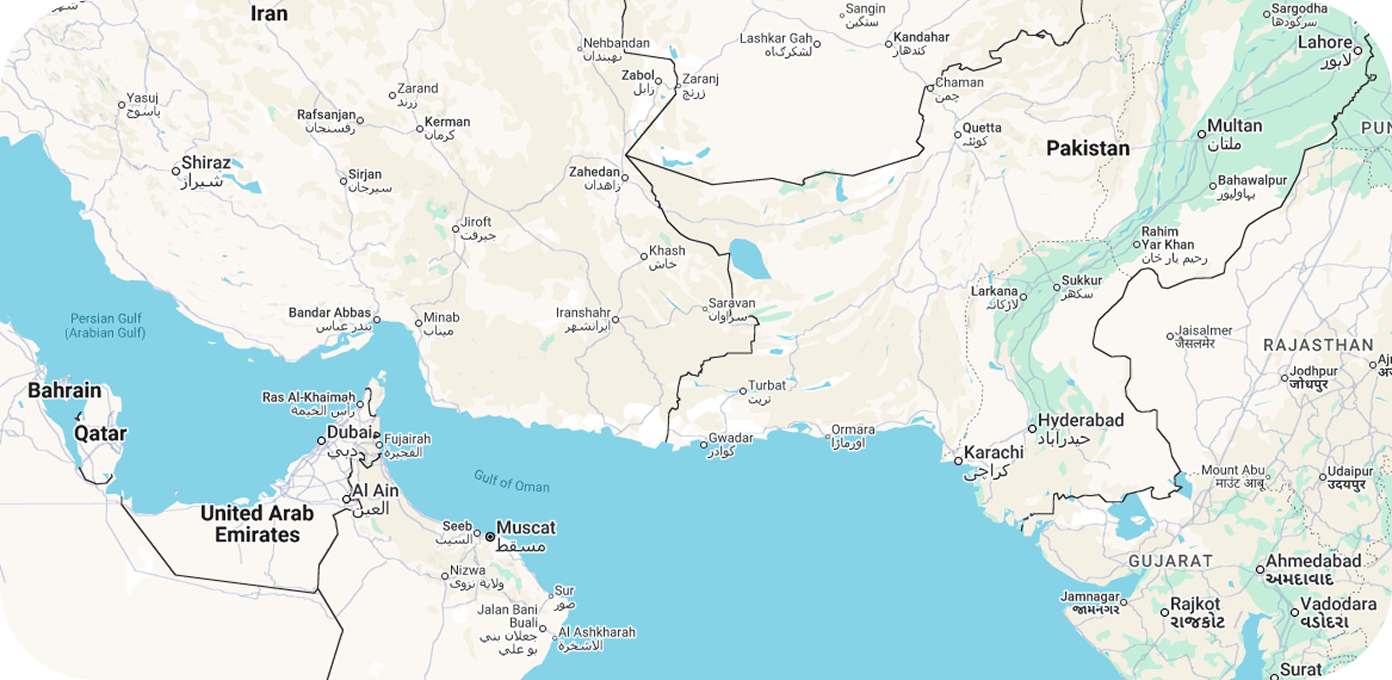 Iran
Sangin
سنگین
Sargodha
سرگودھا
Lashkar Gah
لشکرګاه
Kandahar
کندهار
Lahore
لاہور
Nehbandan
نهبندان
Zabol
زابل
Zaranj
زرنج
Chaman
چمن
Yasuj
یاسوج
Zarand
زرند
Rafsanjan
رفسنجان
Kerman
کرمان
Quetta
کوئٹہ
Pakistan
Multan
ملتان
PUN
Shiraz
شیراز
Sirjan
سیرجان
Zahedan
زاهدان
Bahawalpur
بہاولپور
Jiroft
جیرفت
Khash
خاش
Rahim
Yar Khan
رحیم یار خان
Larkana
لاڑکانہ
Sukkur
سکھر
Bandar Abbas
بندر عباس
Minab
میناب
Iranshahr
ایرانشهر
Saravan
سراوان
Persian Gulf
(Arabian Gulf)
Jaisalmer
जैसलमेर
RAJASTHAN
Jodhpur
जोधपुर
Bahrain
Ras Al-Khaimah
رأس الخيمة
Turbat
تربت
Qatar
Dubai
دبي
Fujairah
الفجيرة
Gwadar
گوادر
Ormara
اورماڑا
Hyderabad
حیدرآباد
Karachi
کراچی
Gulf of Oman
Mount Abu
माउंट आबू
Udaipur
उदयपुर
Al Ain
العين
United Arab
Emirates
Seeb
السيب
Muscat
مسقط
GUJARAT
Ahmedabad
અમદાવાદ
Nizwa
ولاية نزوى
Sur
صور
Jamnagar
જામનગર
Rajkot
રાજકોટ
Vadodara
વડોદરા
Jalan Bani
Buali
جعلان بني
بو علي
Al Ashkharah
الاشخرة
Surat